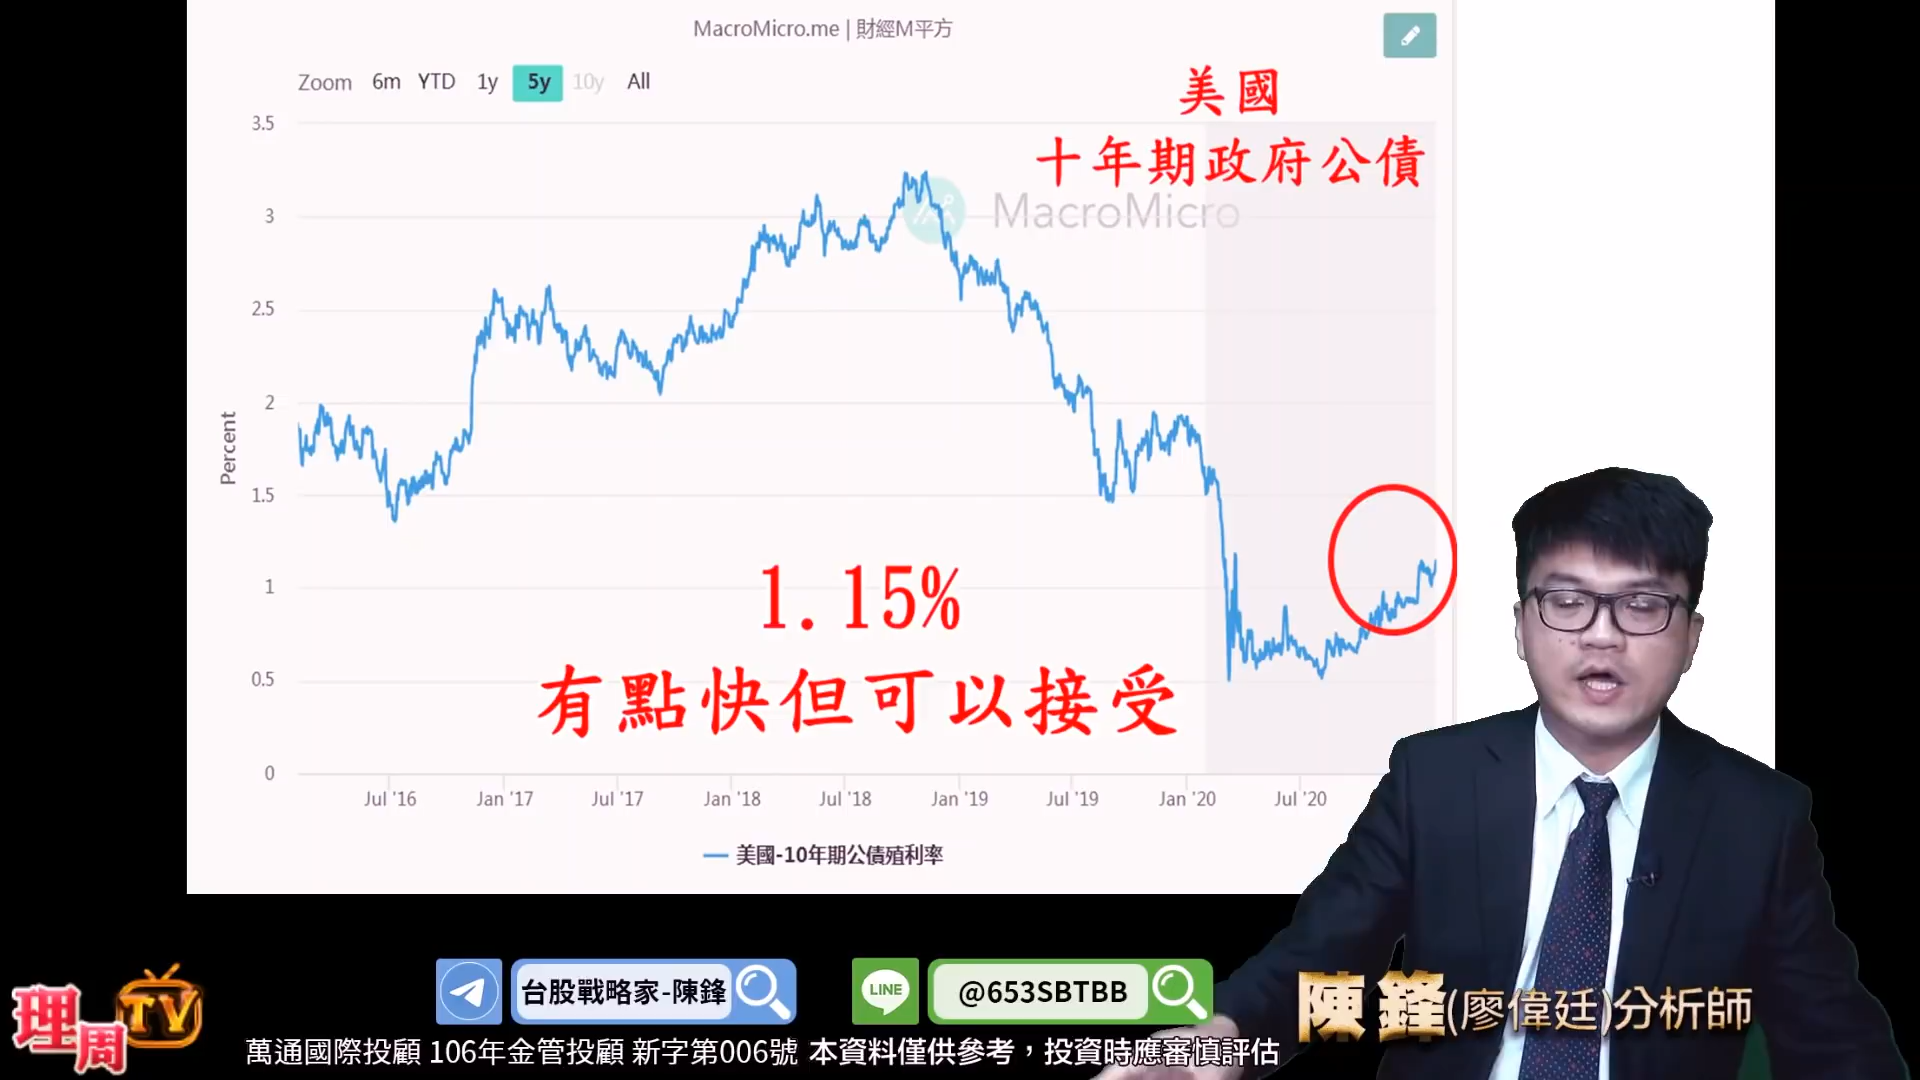 MacroMicro.me | 財經M平方
Zoom 6m YTD 1y 5y 10y All
美國
十年期政府公債
MacroMicro
3.5
3
2.5
2
1.5
1
0.5
0
Percent
1.15%
有點快但可以接受
Jul '16 Jan '17 Jul '17 Jan '18 Jul '18 Jan '19 Jul '19 Jan '20 Jul '20
美國-10年期公債殖利率
理周TV
台股戰略家-陳鋒
LINE
@653SBTBB
陳鋒(廖偉廷)分析師
萬通國際投顧 106年金管投顧 新字第006號 本資料僅供參考，投資時應審慎評估